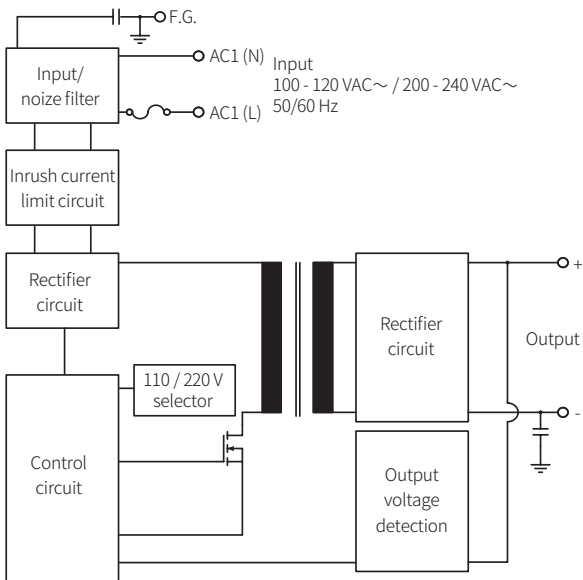 F.G.
AC1 (N)
Input
100 - 120 VAC～ / 200 - 240 VAC～
50/60 Hz
AC1 (L)
Input/
noize filter
Inrush current
limit circuit
Rectifier
circuit
Rectifier
circuit
+
Output
-
110 / 220 V
selector
Control
circuit
Output
voltage
detection